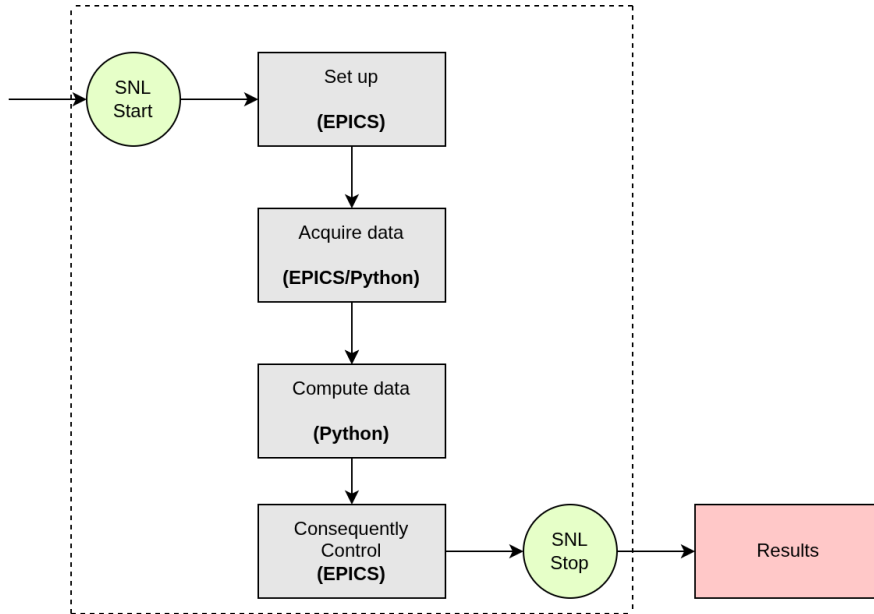 SNL
Start
Set up
(EPICS)
Acquire data
(EPICS/Python)
Compute data
(Python)
Consequently
Control
(EPICS)
SNL
Stop
Results